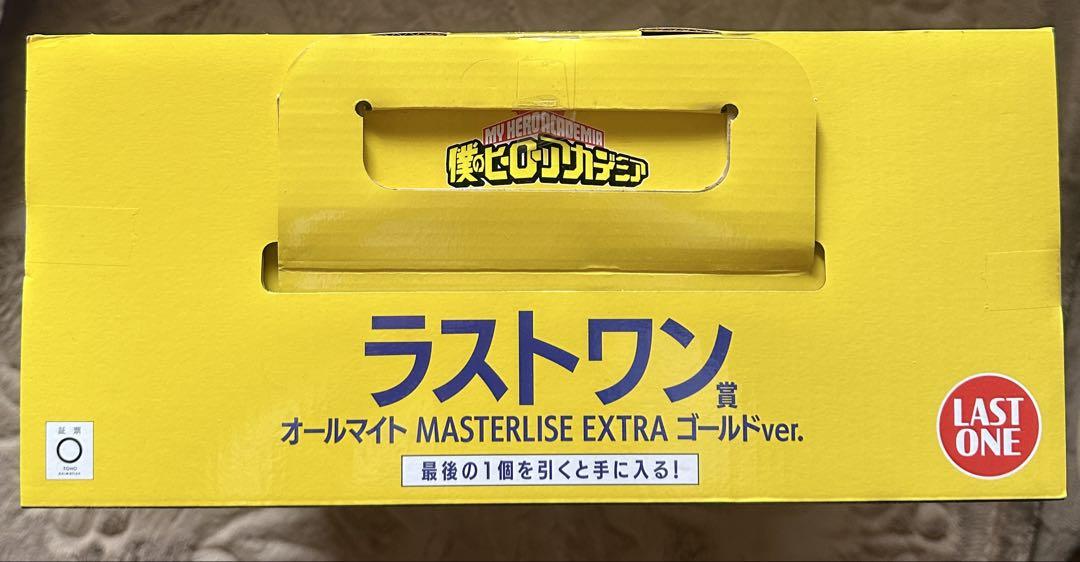 MY HERO ACADEMIA
僕のヒーローアカデミア
ラストワン賞
オールマイト MASTERLISE EXTRA ゴールドver.
最後の1個を引くと手に入る!
LAST
ONE
証票
TOHO
ANIMATION